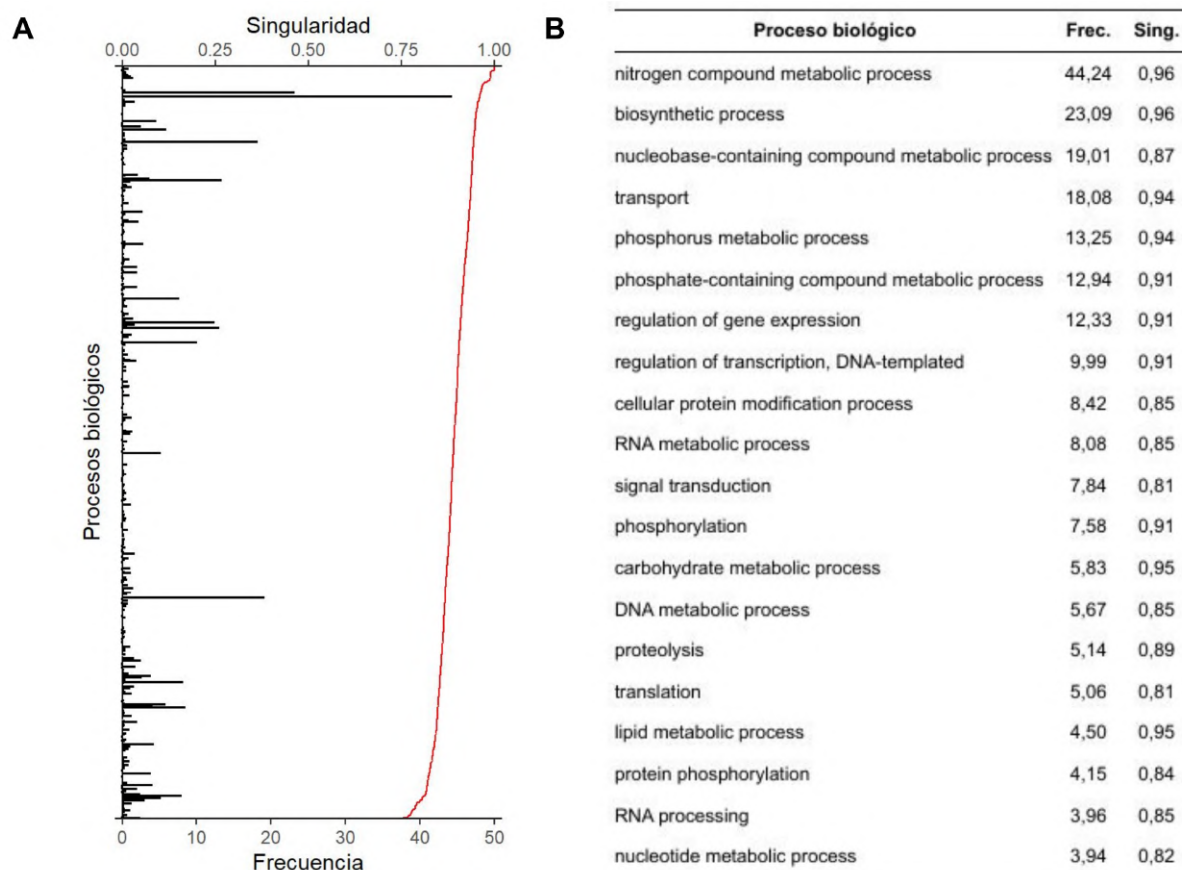 A
Singularidad
0.00 0.25 0.50 0.75 1.00
Procesos biológicos
0 10 20 30 40 50
Frecuencia
B
Proceso biológico Frec. Sing.
nitrogen compound metabolic process 44,24 0,96
biosynthetic process 23,09 0,96
nucleobase-containing compound metabolic process 19,01 0,87
transport 18,08 0,94
phosphorus metabolic process 13,25 0,94
phosphate-containing compound metabolic process 12,94 0,91
regulation of gene expression 12,33 0,91
regulation of transcription, DNA-templated 9,99 0,91
cellular protein modification process 8,42 0,85
RNA metabolic process 8,08 0,85
signal transduction 7,84 0,81
phosphorylation 7,58 0,91
carbohydrate metabolic process 5,83 0,95
DNA metabolic process 5,67 0,85
proteolysis 5,14 0,89
translation 5,06 0,81
lipid metabolic process 4,50 0,95
protein phosphorylation 4,15 0,84
RNA processing 3,96 0,85
nucleotide metabolic process 3,94 0,82